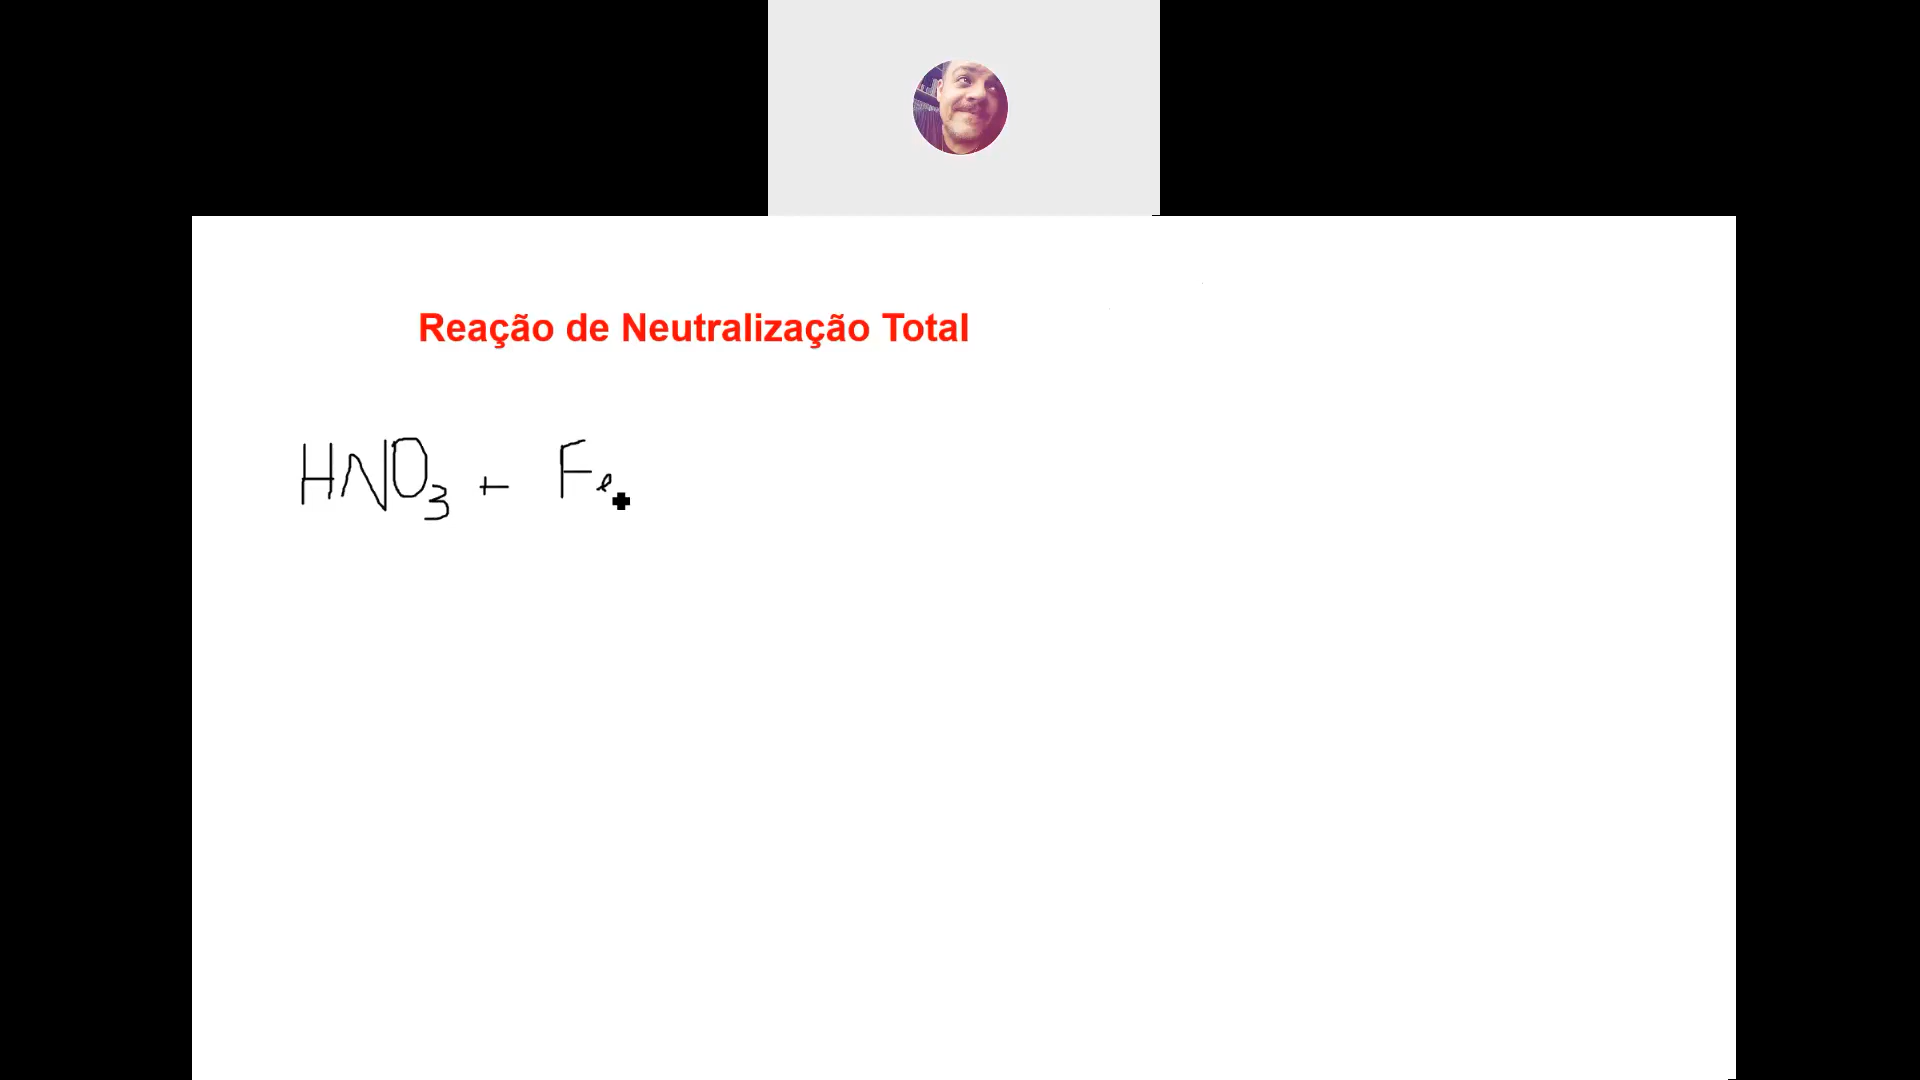 Reação de Neutralização Total
HNO₃ + Fe